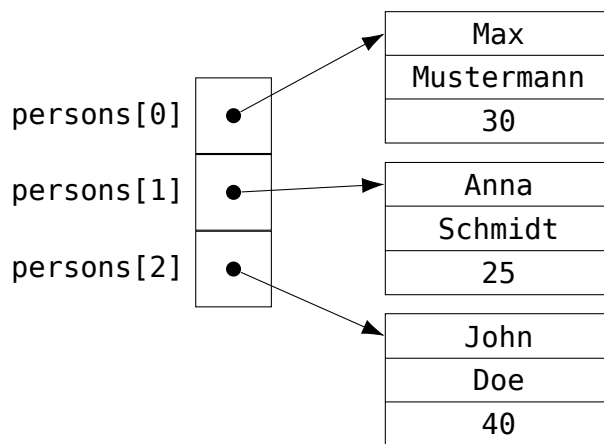 persons[0]
persons[1]
persons[2]
Max
Mustermann
30
Anna
Schmidt
25
John
Doe
40